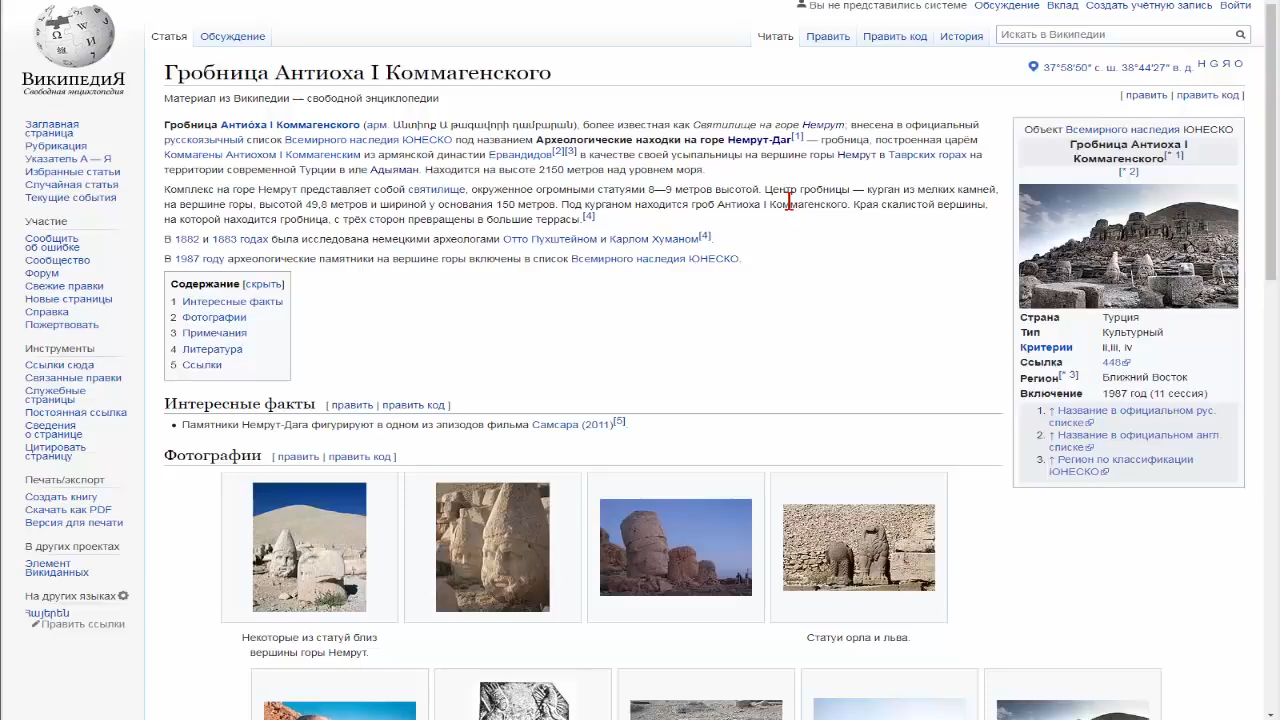 Вы не представились системе Обсуждение Вклад Создать учётную запись Войти
Статья Обсуждение Читать Править Править код История Искать в Википедии
ВИКИПЕДИЯ
Свободная энциклопедия
Заглавная
страница
Рубрикация
Указатель А — Я
Избранные статьи
Случайная статья
Текущие события
Участие
Сообщить
об ошибке
Сообщество
Форум
Свежие правки
Новые страницы
Справка
Пожертвовать
Инструменты
Ссылки сюда
Связанные правки
Служебные
страницы
Постоянная ссылка
Сведения
о странице
Цитировать
страницу
Печать/экспорт
Создать книгу
Скачать как PDF
Версия для печати
В других проектах
Элемент
Викиданных
На других языках
Հայերեն
Править ссылки
Гробница Антиоха I Коммагенского
37°58′50″ с. ш. 38°44′27″ в. д. H G Я O
Материал из Википедии — свободной энциклопедии
[ править | править код ]
Гробница Антио́ха I Коммагенского (арм. Անտիոք Ա թագավորի դամբարան), более известная как Святилище на горе Немрут; внесена в официальный
русскоязычный список Всемирного наследия ЮНЕСКО под названием Археологические находки на горе Немрут-Даг[1] — гробница, построенная царём
Коммагены Антиохом I Коммагенским из армянской династии Ервандидов[2][3] в качестве своей усыпальницы на вершине горы Немрут в Таврских горах на
территории современной Турции в иле Адыяман. Находится на высоте 2150 метров над уровнем моря.
Комплекс на горе Немрут представляет собой святилище, окруженное огромными статуями 8—9 метров высотой. Центр гробницы — курган из мелких камней,
на вершине горы, высотой 49,8 метров и шириной у основания 150 метров. Под курганом находится гроб Антиоха I Коммагенского. Края скалистой вершины,
на которой находится гробница, с трёх сторон превращены в большие террасы.[4]
В 1882 и 1883 годах была исследована немецкими археологами Отто Пухштейном и Карлом Хуманом[4].
В 1987 году археологические памятники на вершине горы включены в список Всемирного наследия ЮНЕСКО.
Содержание [скрыть]
1 Интересные факты
2 Фотографии
3 Примечания
4 Литература
5 Ссылки
Интересные факты [ править | править код ]
• Памятники Немрут-Дага фигурируют в одном из эпизодов фильма Самсара (2011)[5]
Фотографии [ править | править код ]
Некоторые из статуй близ
вершины горы Немрут.
Статуи орла и льва.
Объект Всемирного наследия ЮНЕСКО
Гробница Антиоха I
Коммагенского[* 1]
[* 2]
Страна Турция
Тип Культурный
Критерии ii,iii, iv
Ссылка 448
Регион[* 3] Ближний Восток
Включение 1987 год (11 сессия)
1. ↑ Название в официальном рус.
списке
2. ↑ Название в официальном англ.
списке
3. ↑ Регион по классификации
ЮНЕСКО